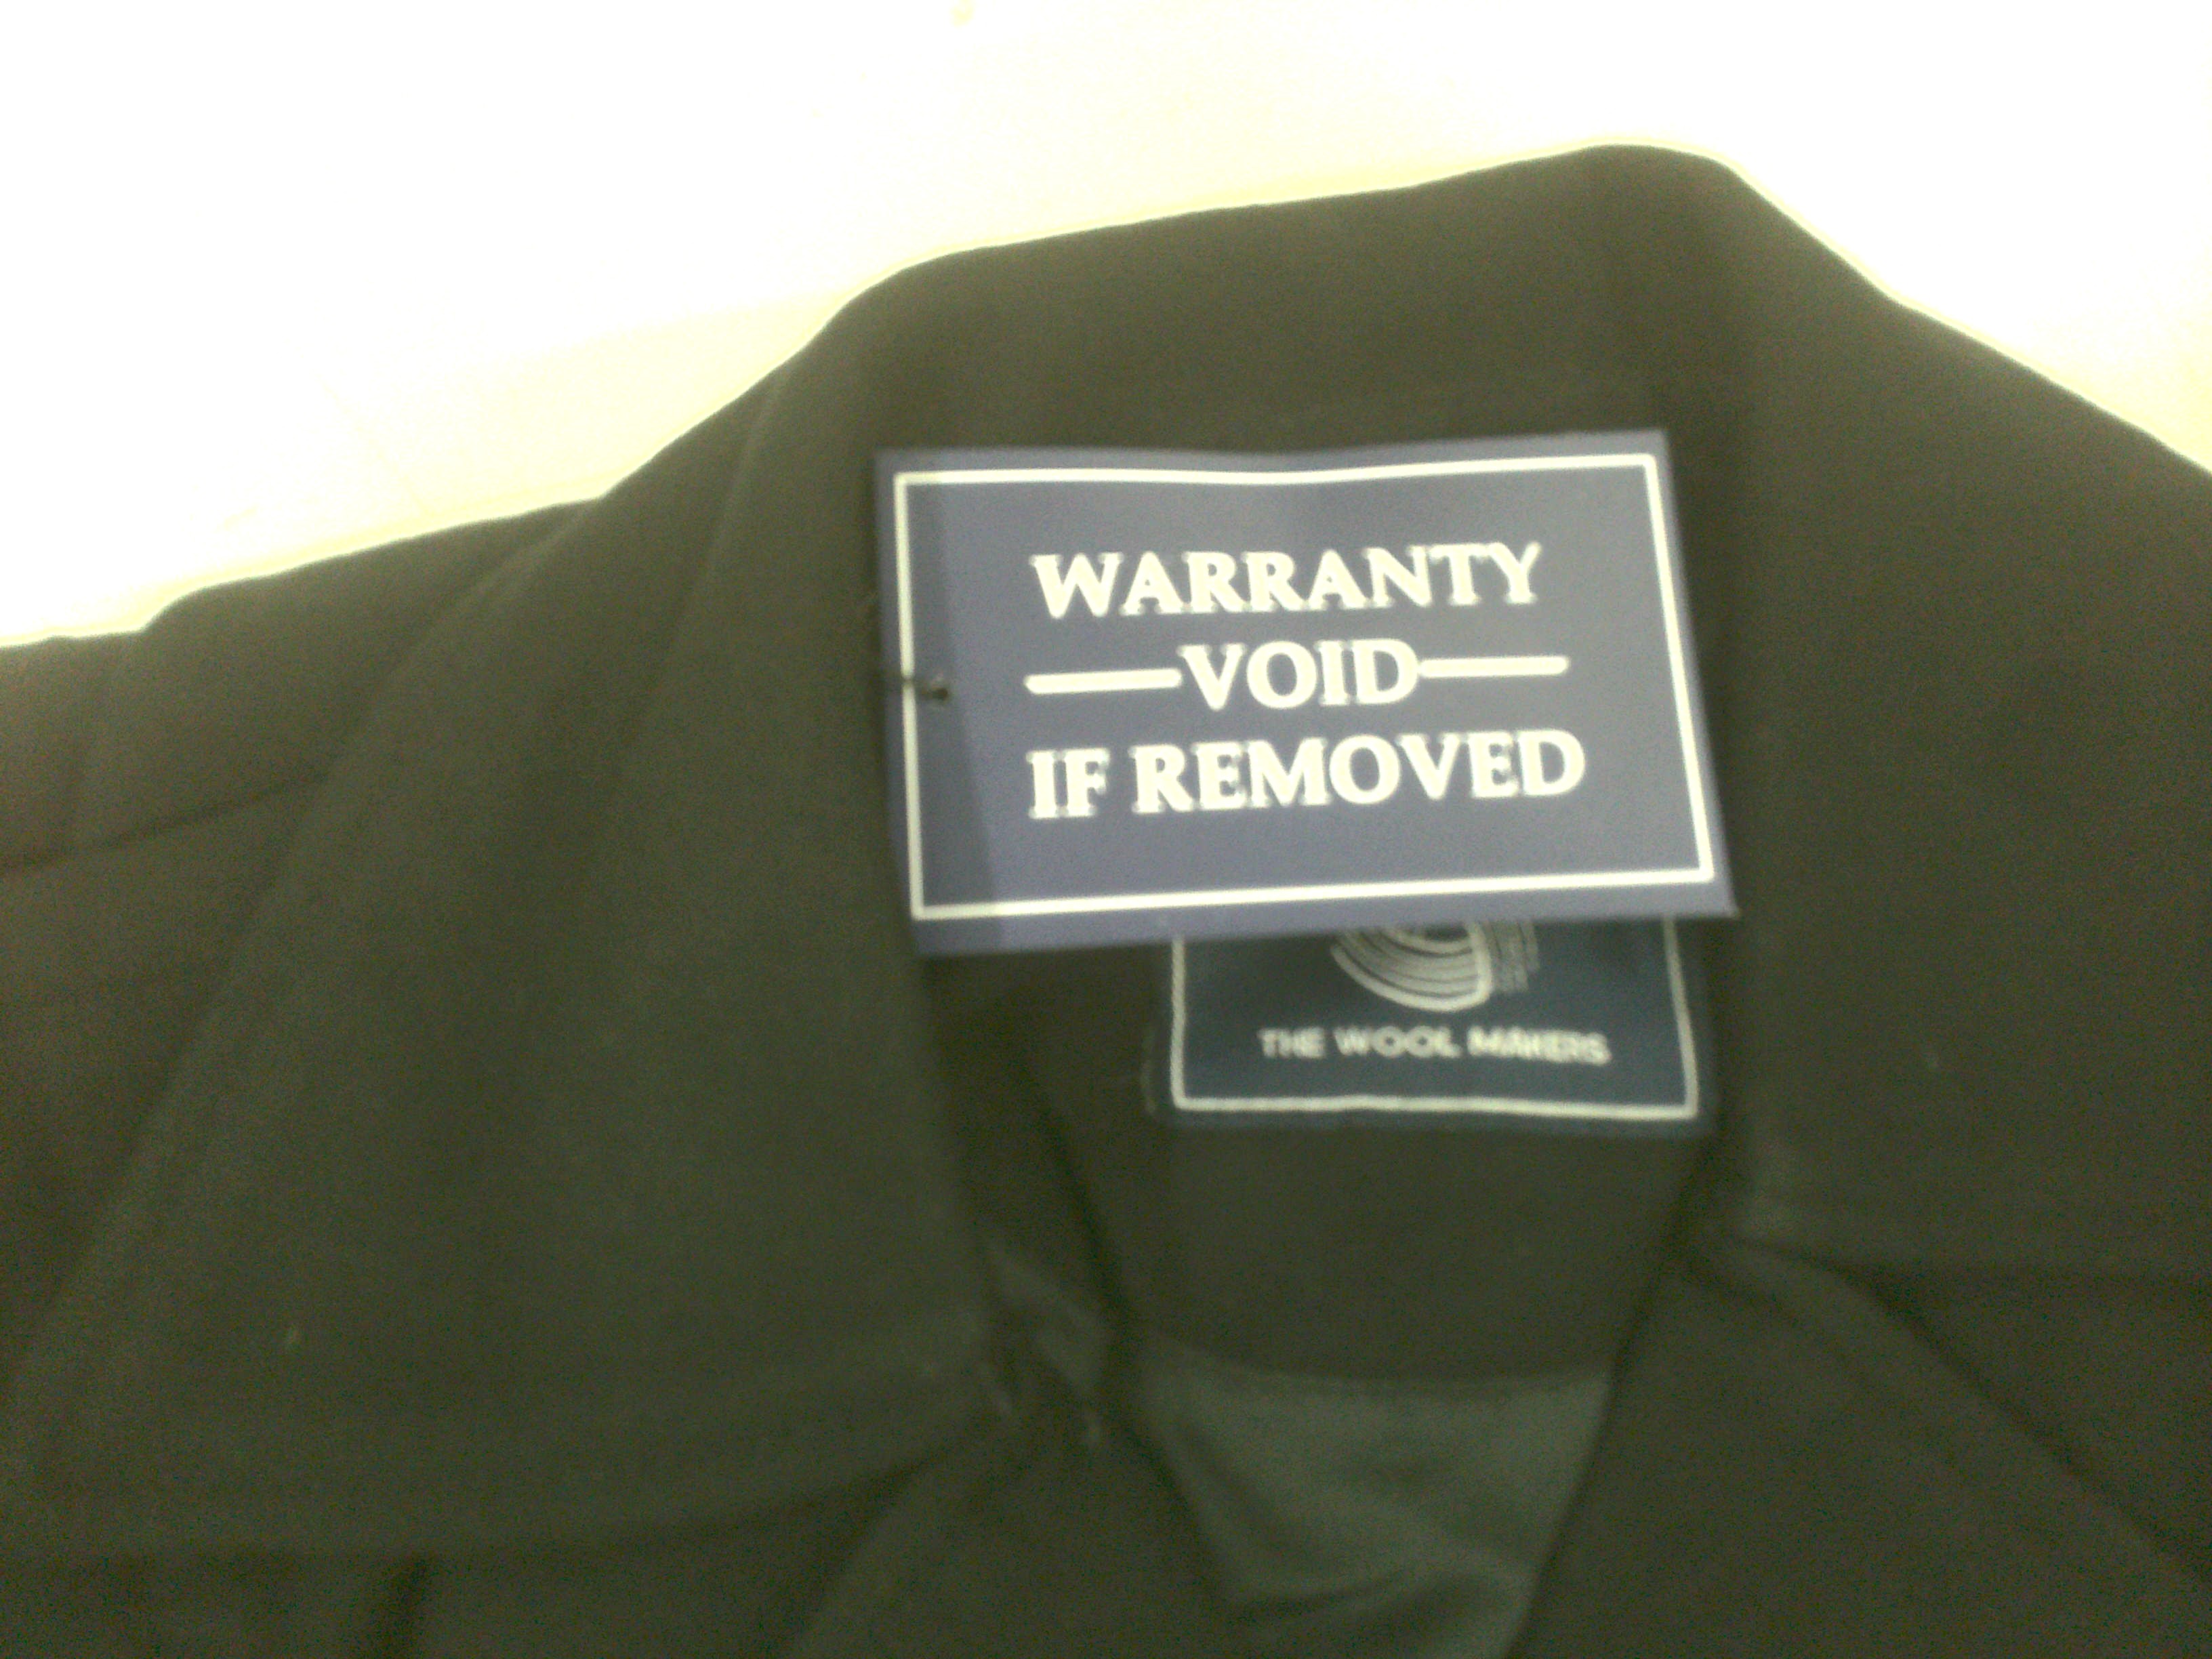 WARRANTY
VOID
IF REMOVED
THE WOOL MAKERS